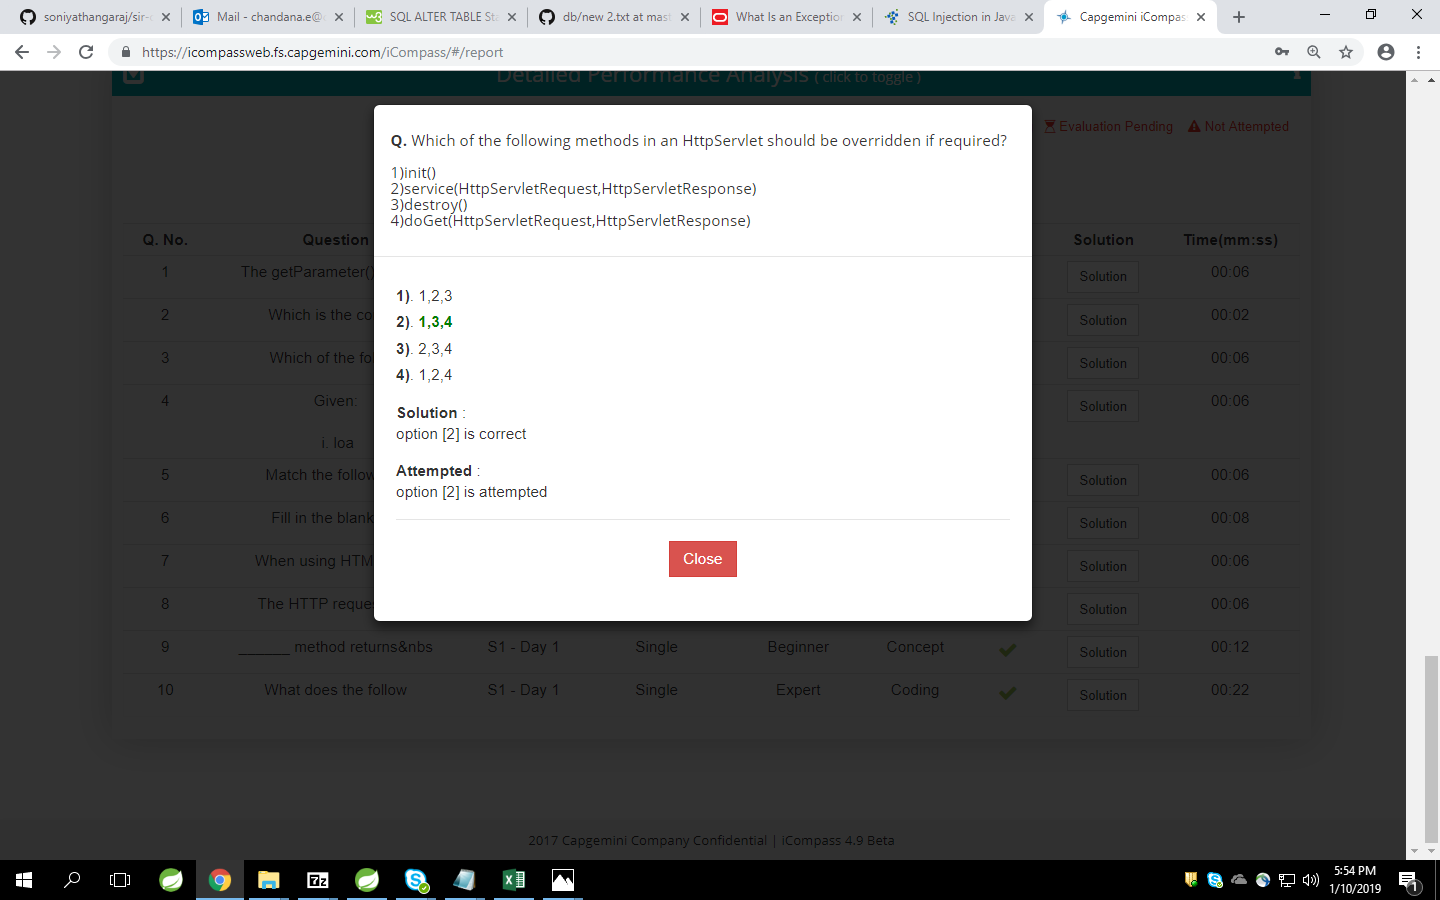 soniyathangaraj/sir-
Mail - chandana.e@
SQL ALTER TABLE Sta
db/new 2.txt at mast
What Is an Exception
SQL Injection in Java
Capgemini iCompas
https://icompassweb.fs.capgemini.com/iCompass/#/report
Detailed Performance Analysis ( click to toggle )
Evaluation Pending Not Attempted
Q. Which of the following methods in an HttpServlet should be overridden if required?
1)init()
2)service(HttpServletRequest,HttpServletResponse)
3)destroy()
4)doGet(HttpServletRequest,HttpServletResponse)
1). 1,2,3
2). 1,3,4
3). 2,3,4
4). 1,2,4
Solution :
option [2] is correct
Attempted :
option [2] is attempted
Close
Q. No. Question Solution Time(mm:ss)
1 The getParameter() Solution 00:06
2 Which is the co Solution 00:02
3 Which of the fo Solution 00:06
4 Given: Solution 00:06
i. loa
5 Match the follow Solution 00:06
6 Fill in the blank Solution 00:08
7 When using HTM Solution 00:06
8 The HTTP reques Solution 00:06
9 ______ method returns&nbs S1 - Day 1 Single Beginner Concept Solution 00:12
10 What does the follow S1 - Day 1 Single Expert Coding Solution 00:22
2017 Capgemini Company Confidential | iCompass 4.9 Beta
5:54 PM
1/10/2019
1